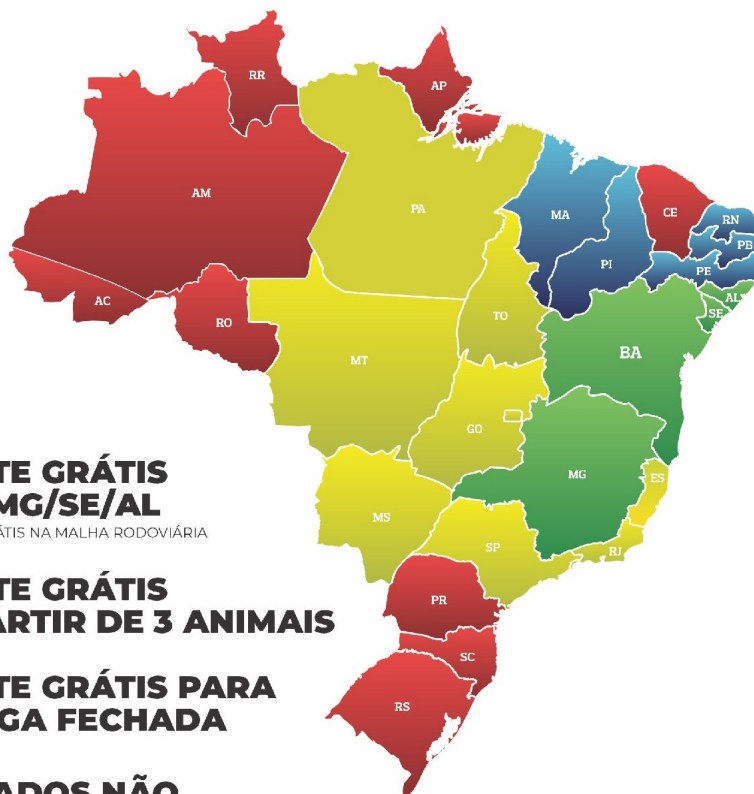 RR
AP
AM
PA
MA
CE
RN
PB
PI
PE
AL
SE
AC
RO
TO
BA
MT
GO
MG
ES
MS
SP
RJ
PR
SC
RS
TE GRÁTIS
MG/SE/AL
ÁTIS NA MALHA RODOVIÁRIA
TE GRÁTIS
ARTIR DE 3 ANIMAIS
TE GRÁTIS PARA
GA FECHADA
ADOS NÃO